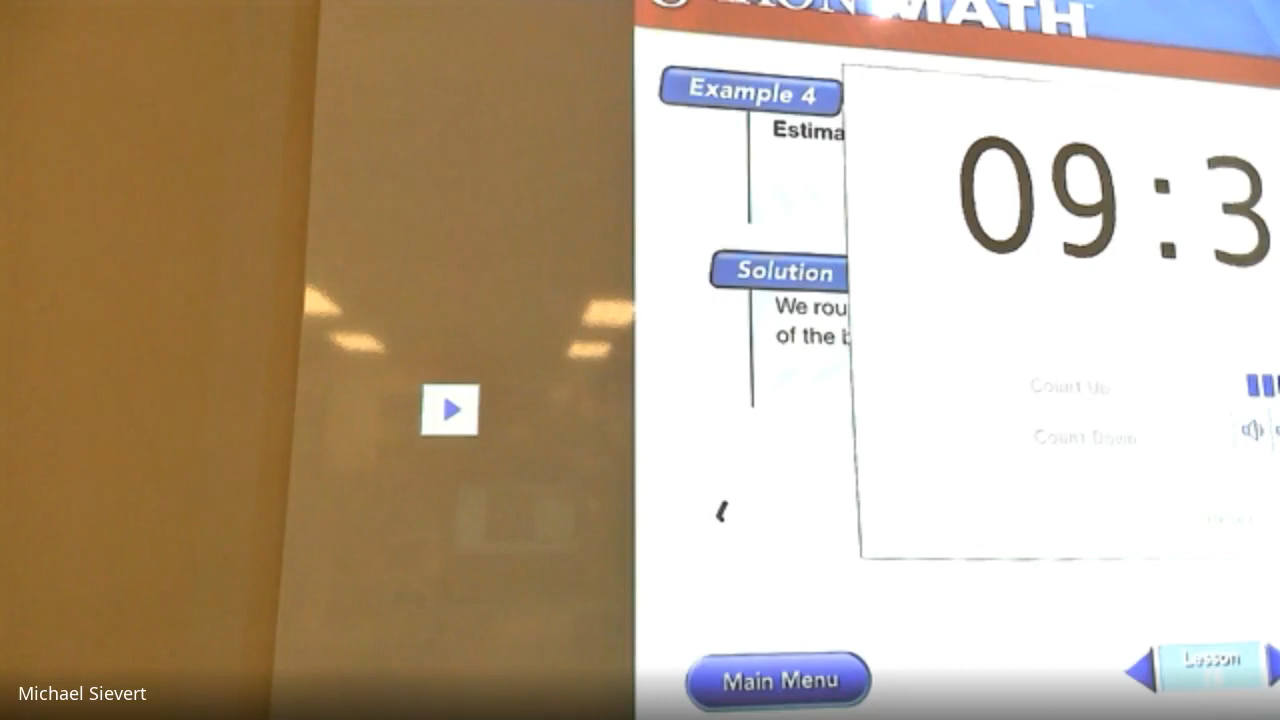 MATH
Example 4
Estima
09:3
Solution
We rou
of the b
Count Up
Count Down
Main Menu
Lesson
Michael Sievert